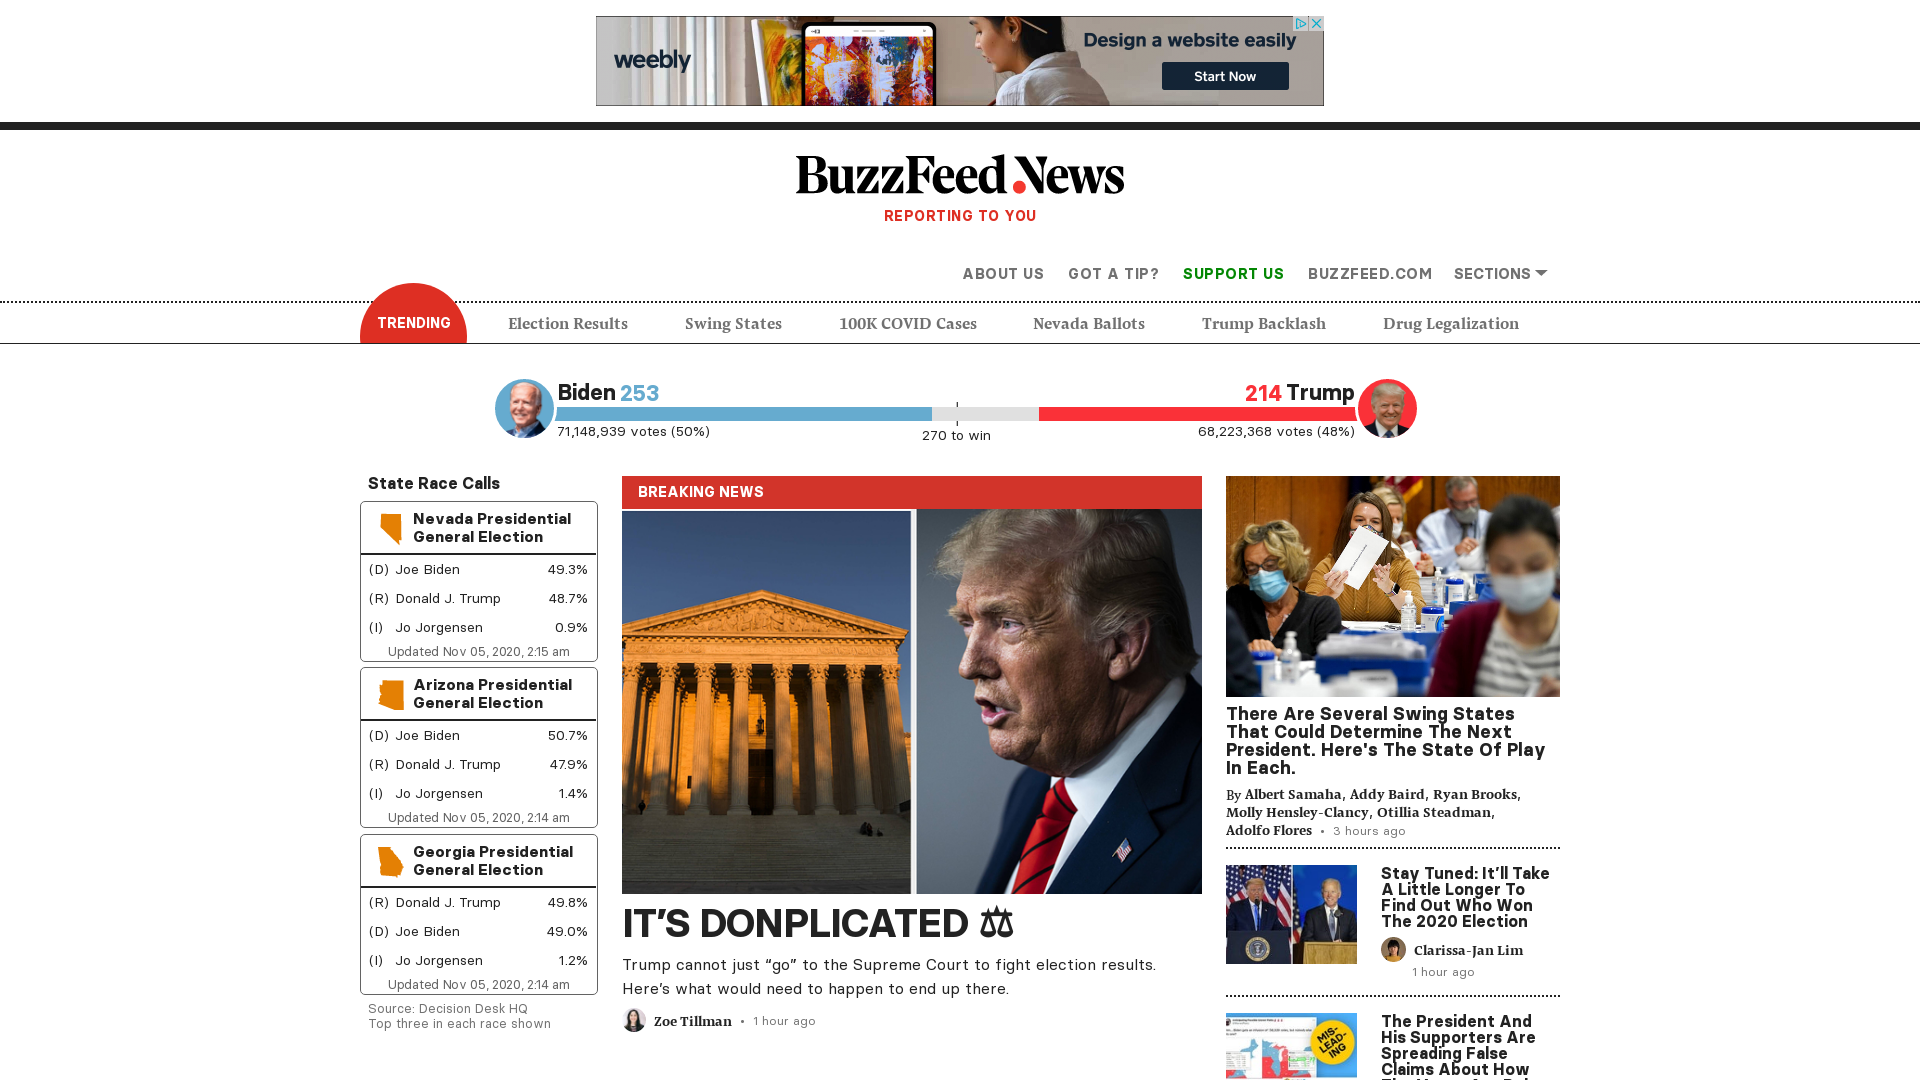 weebly
Design a website easily
Start Now
BuzzFeed News
REPORTING TO YOU
ABOUT US
GOT A TIP?
SUPPORT US
BUZZFEED.COM
SECTIONS
TRENDING
Election Results
Swing States
100K COVID Cases
Nevada Ballots
Trump Backlash
Drug Legalization
Biden 253
214 Trump
71,148,939 votes (50%)
270 to win
68,223,368 votes (48%)
State Race Calls
Nevada Presidential
General Election
(D) Joe Biden 49.3%
(R) Donald J. Trump 48.7%
(I) Jo Jorgensen 0.9%
Updated Nov 05, 2020, 2:15 am
Arizona Presidential
General Election
(D) Joe Biden 50.7%
(R) Donald J. Trump 47.9%
(I) Jo Jorgensen 1.4%
Updated Nov 05, 2020, 2:14 am
Georgia Presidential
General Election
(R) Donald J. Trump 49.8%
(D) Joe Biden 49.0%
(I) Jo Jorgensen 1.2%
Updated Nov 05, 2020, 2:14 am
Source: Decision Desk HQ
Top three in each race shown
BREAKING NEWS
IT’S DONPLICATED ⚖
Trump cannot just “go” to the Supreme Court to fight election results.
Here’s what would need to happen to end up there.
Zoe Tillman • 1 hour ago
There Are Several Swing States
That Could Determine The Next
President. Here's The State Of Play
In Each.
By Albert Samaha, Addy Baird, Ryan Brooks,
Molly Hensley-Clancy, Otillia Steadman,
Adolfo Flores • 3 hours ago
Stay Tuned: It’ll Take
A Little Longer To
Find Out Who Won
The 2020 Election
Clarissa-Jan Lim
1 hour ago
MIS-
LEAD-
ING
The President And
His Supporters Are
Spreading False
Claims About How